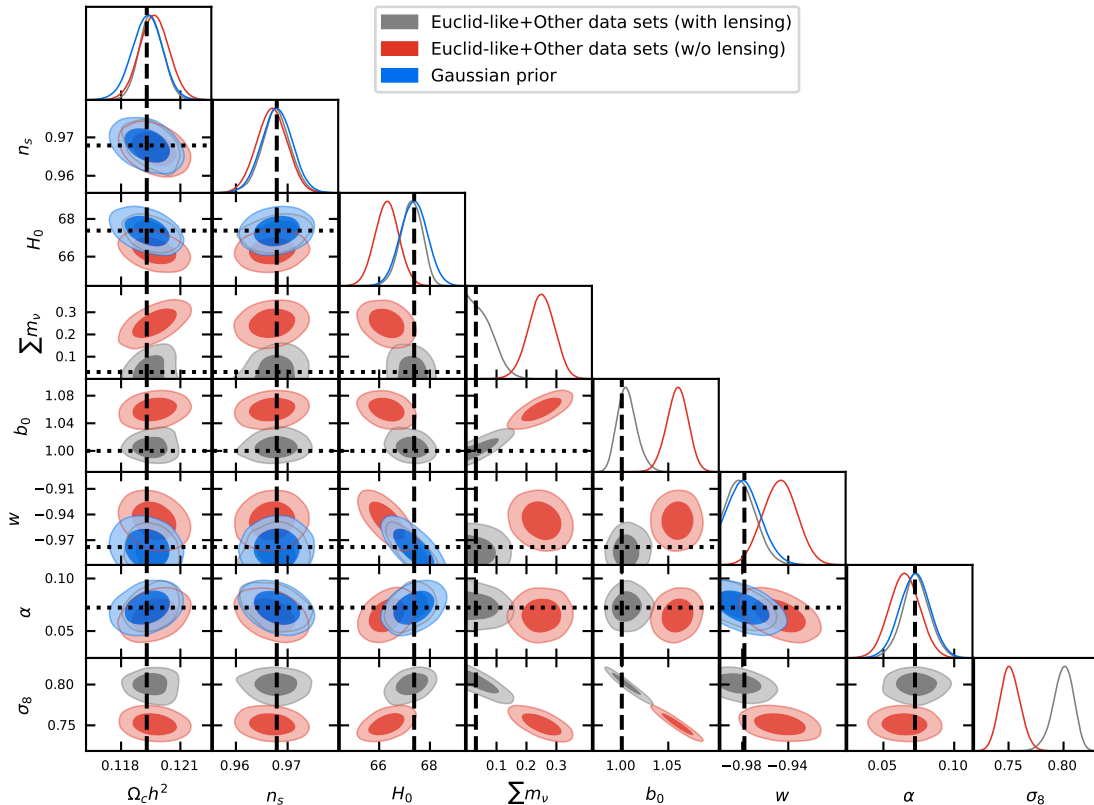 Euclid-like+Other data sets (with lensing)
Euclid-like+Other data sets (w/o lensing)
Gaussian prior
n_s
0.97
0.96
H_0
68
66
∑m_ν
0.3
0.2
0.1
b_0
1.08
1.04
1.00
w
−0.91
−0.94
−0.97
α
0.10
0.05
σ_8
0.80
0.75
0.118 0.121 0.96 0.97 66 68 0.1 0.2 0.3 1.00 1.05 −0.98 −0.94 0.05 0.10 0.75 0.80
Ω_c h^2 n_s H_0 ∑m_ν b_0 w α σ_8